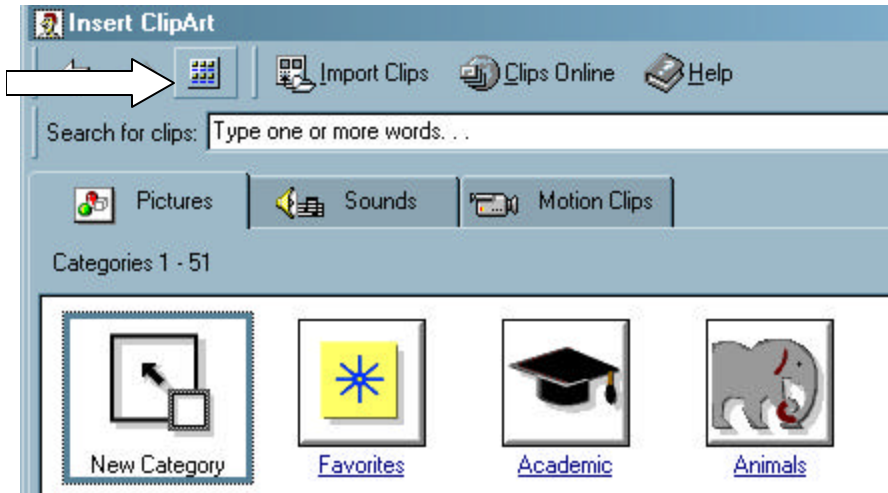 Insert ClipArt
Import Clips Clips Online Help
Search for clips: Type one or more words. . .
Pictures Sounds Motion Clips
Categories 1 - 51
New Category Favorites Academic Animals